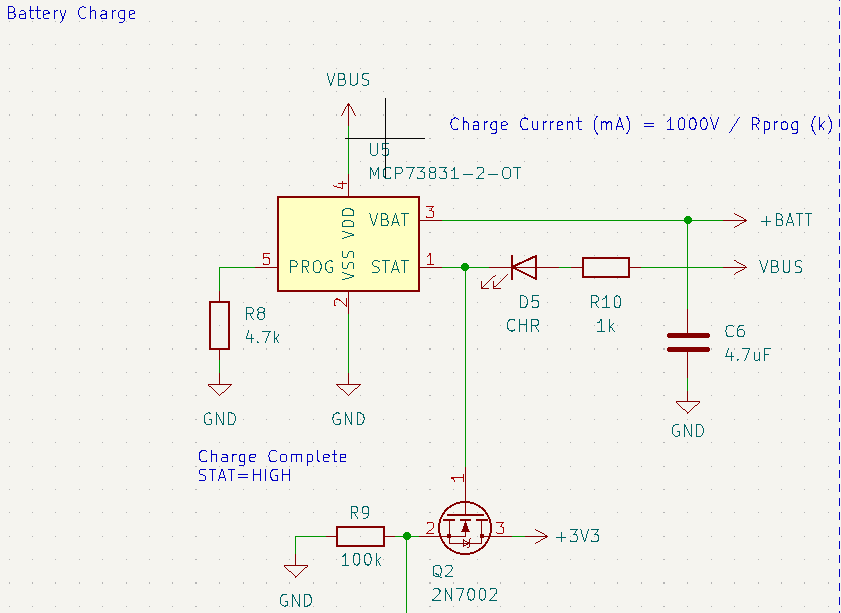 Battery Charge
VBUS
Charge Current (mA) = 1000V / Rprog (k)
U5
MCP73831-2-OT
4
VDD
VBAT
3
+BATT
5
PROG
VSS
STAT
1
VBUS
2
R8
4.7k
D5
CHR
R10
1k
C6
4.7uF
GND
GND
GND
Charge Complete
STAT=HIGH
1
R9
100k
2
3
+3V3
Q2
2N7002
GND